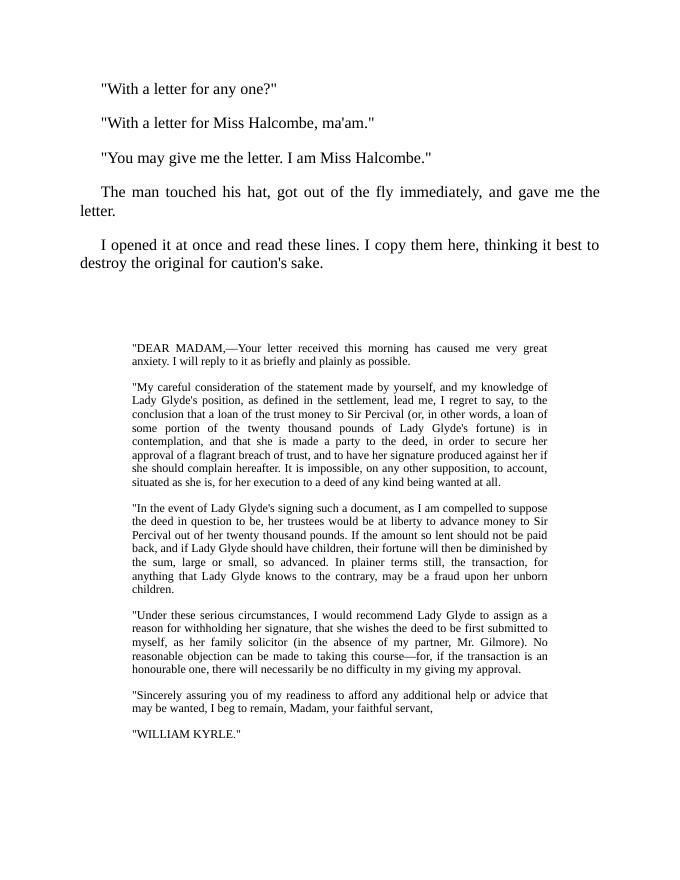 "With a letter for any one?"
"With a letter for Miss Halcombe, ma'am."
"You may give me the letter. I am Miss Halcombe."
The man touched his hat, got out of the fly immediately, and gave me the
letter.
I opened it at once and read these lines. I copy them here, thinking it best to
destroy the original for caution's sake.
"DEAR MADAM,—Your letter received this morning has caused me very great
anxiety. I will reply to it as briefly and plainly as possible.
"My careful consideration of the statement made by yourself, and my knowledge of
Lady Glyde's position, as defined in the settlement, lead me, I regret to say, to the
conclusion that a loan of the trust money to Sir Percival (or, in other words, a loan of
some portion of the twenty thousand pounds of Lady Glyde's fortune) is in
contemplation, and that she is made a party to the deed, in order to secure her
approval of a flagrant breach of trust, and to have her signature produced against her if
she should complain hereafter. It is impossible, on any other supposition, to account,
situated as she is, for her execution to a deed of any kind being wanted at all.
"In the event of Lady Glyde's signing such a document, as I am compelled to suppose
the deed in question to be, her trustees would be at liberty to advance money to Sir
Percival out of her twenty thousand pounds. If the amount so lent should not be paid
back, and if Lady Glyde should have children, their fortune will then be diminished by
the sum, large or small, so advanced. In plainer terms still, the transaction, for
anything that Lady Glyde knows to the contrary, may be a fraud upon her unborn
children.
"Under these serious circumstances, I would recommend Lady Glyde to assign as a
reason for withholding her signature, that she wishes the deed to be first submitted to
myself, as her family solicitor (in the absence of my partner, Mr. Gilmore). No
reasonable objection can be made to taking this course—for, if the transaction is an
honourable one, there will necessarily be no difficulty in my giving my approval.
"Sincerely assuring you of my readiness to afford any additional help or advice that
may be wanted, I beg to remain, Madam, your faithful servant,
"WILLIAM KYRLE."